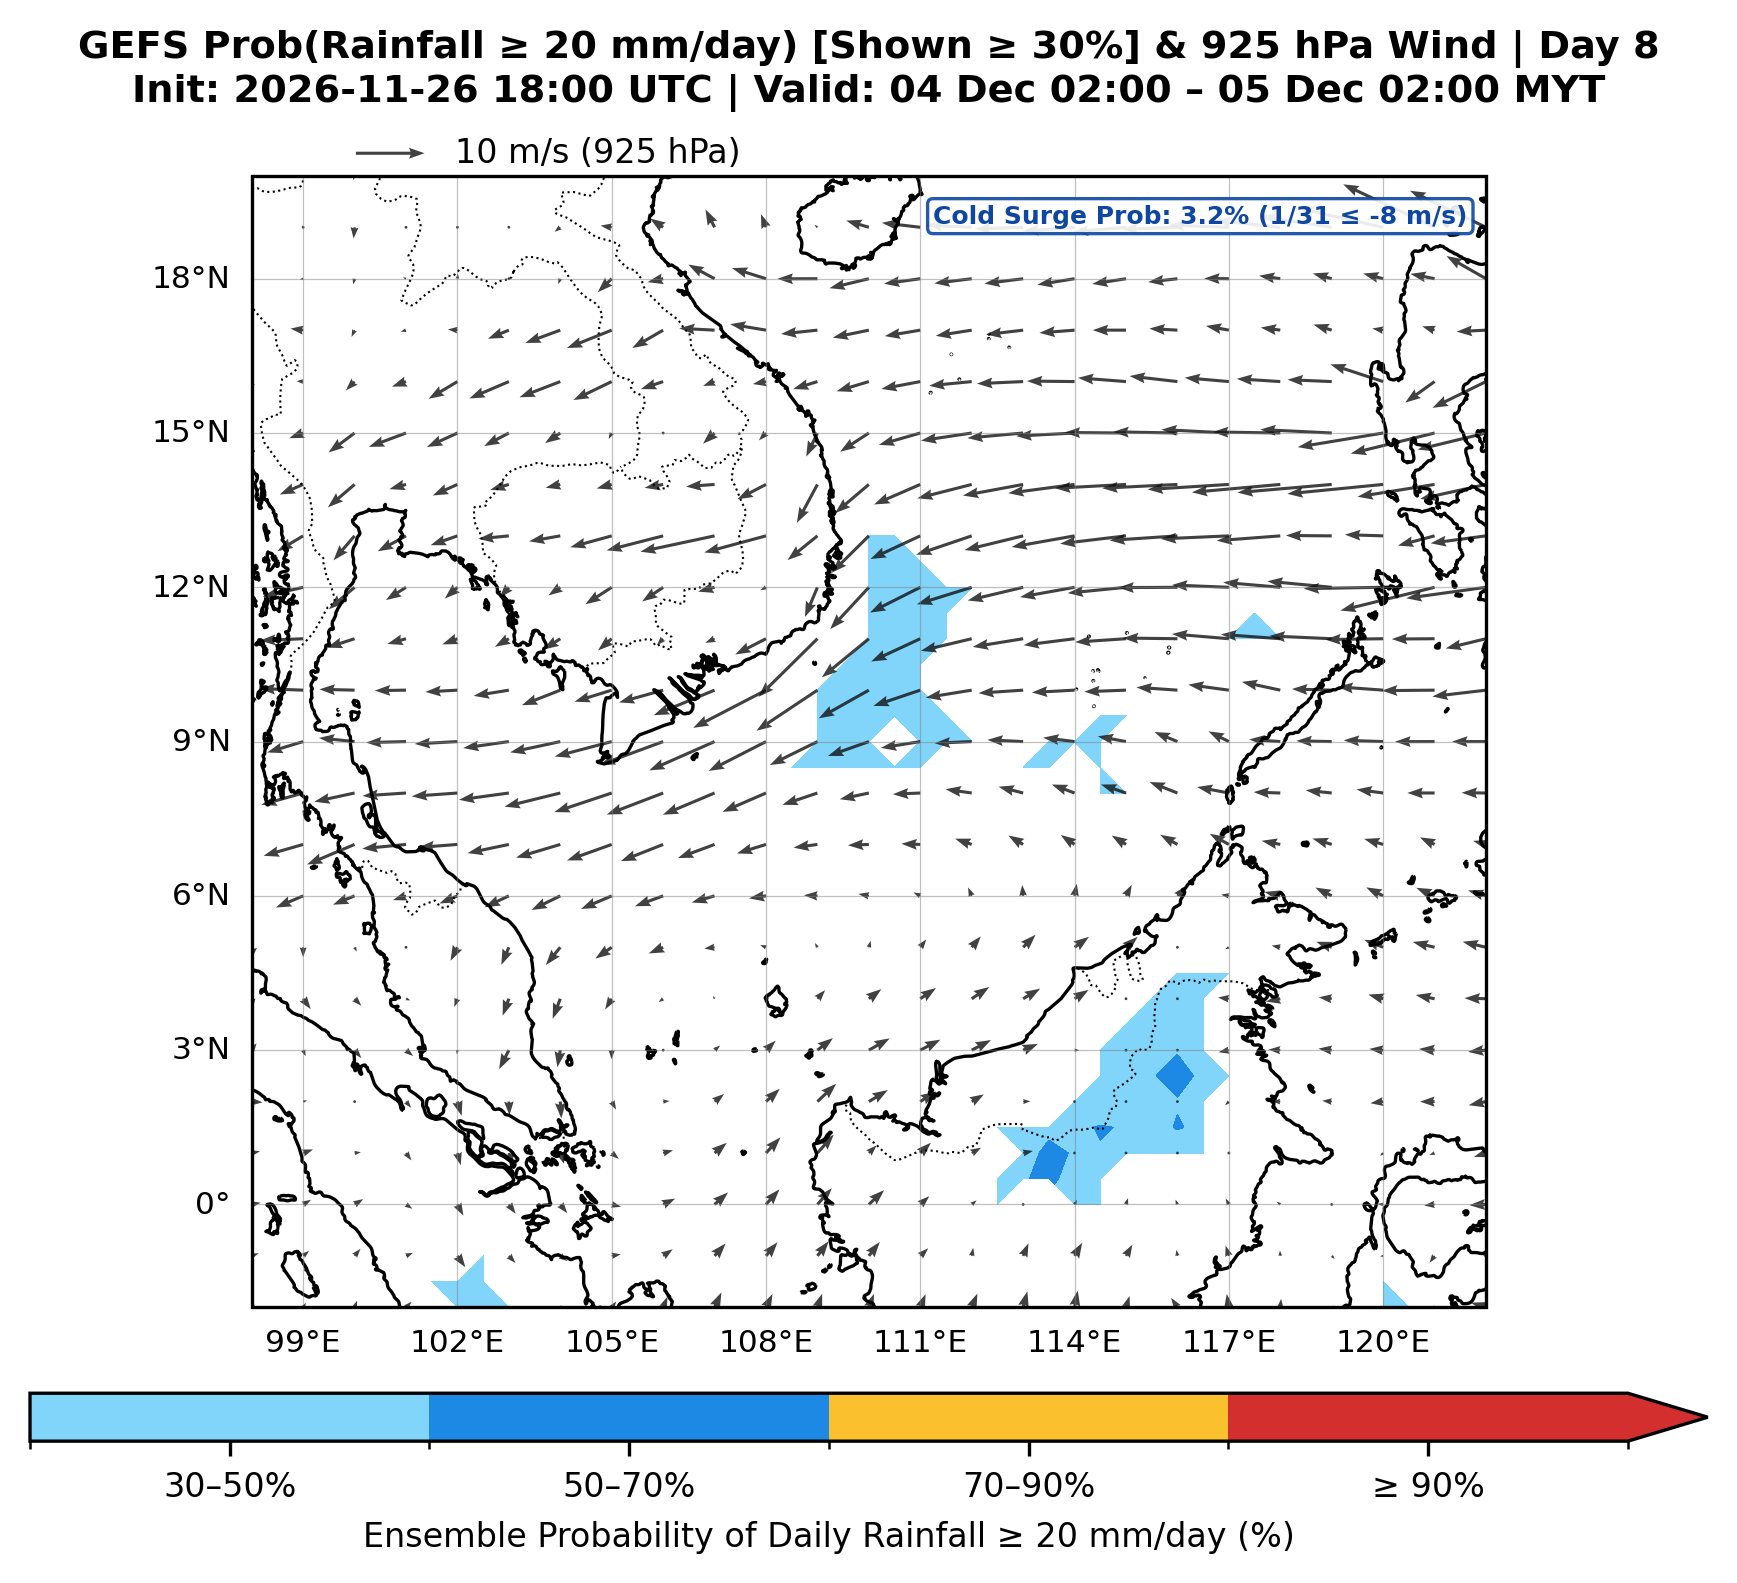 GEFS Prob(Rainfall ≥ 20 mm/day) [Shown ≥ 30%] & 925 hPa Wind | Day 8
Init: 2026-11-26 18:00 UTC | Valid: 04 Dec 02:00 – 05 Dec 02:00 MYT
10 m/s (925 hPa)
Cold Surge Prob: 3.2% (1/31 ≤ -8 m/s)
18°N
15°N
12°N
9°N
6°N
3°N
0°
99°E 102°E 105°E 108°E 111°E 114°E 117°E 120°E
30–50% 50–70% 70–90% ≥ 90%
Ensemble Probability of Daily Rainfall ≥ 20 mm/day (%)